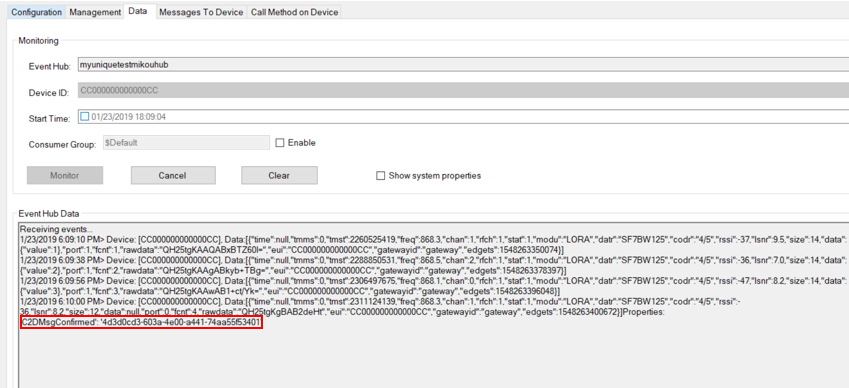 Configuration Management Data Messages To Device Call Method on Device
Monitoring
Event Hub: myuniquetestmikouhub
Device ID: CC000000000000CC
Start Time: 01/23/2019 18:09:04
Consumer Group: $Default Enable
Monitor Cancel Clear Show system properties
Event Hub Data
Receiving events...
1/23/2019 6:09:10 PM> Device: [CC000000000000CC], Data:[{"time":null,"tmms":0,"tmst":2260525419,"freq":868.3,"chan":1,"rfch":1,"stat":1,"modu":"LORA","datr":"SF7BW125","codr":"4/5","rssi":-37,"lsnr":9.5,"size":14,"data":
{"value":1},"port":1,"fcnt":1,"rawdata":"QH25tgKAAQABxBTZ60I=","eui":"CC000000000000CC","gatewayid":"gateway","edgets":1548263350074}]
1/23/2019 6:09:38 PM> Device: [CC000000000000CC], Data:[{"time":null,"tmms":0,"tmst":2288850531,"freq":868.5,"chan":2,"rfch":1,"stat":1,"modu":"LORA","datr":"SF7BW125","codr":"4/5","rssi":-36,"lsnr":7.0,"size":14,"data":
{"value":2},"port":1,"fcnt":2,"rawdata":"QH25tgKAAgABkyb+TBg=","eui":"CC000000000000CC","gatewayid":"gateway","edgets":1548263378397}]
1/23/2019 6:09:56 PM> Device: [CC000000000000CC], Data:[{"time":null,"tmms":0,"tmst":2306497675,"freq":868.1,"chan":0,"rfch":1,"stat":1,"modu":"LORA","datr":"SF7BW125","codr":"4/5","rssi":-47,"lsnr":8.2,"size":14,"data":
{"value":3},"port":1,"fcnt":3,"rawdata":"QH25tgKAAwAB1+ct/Yk=","eui":"CC000000000000CC","gatewayid":"gateway","edgets":1548263396048}]
1/23/2019 6:10:00 PM> Device: [CC000000000000CC], Data:[{"time":null,"tmms":0,"tmst":2311124139,"freq":868.3,"chan":1,"rfch":1,"stat":1,"modu":"LORA","datr":"SF7BW125","codr":"4/5","rssi":-
36,"lsnr":8.2,"size":12,"data":null,"port":0,"fcnt":4,"rawdata":"QH25tgKgBAB2deHt","eui":"CC000000000000CC","gatewayid":"gateway","edgets":1548263400672}]Properties:
'C2DMsgConfirmed': '4d3d0cd3-603a-4e00-a441-74aa55f53401'